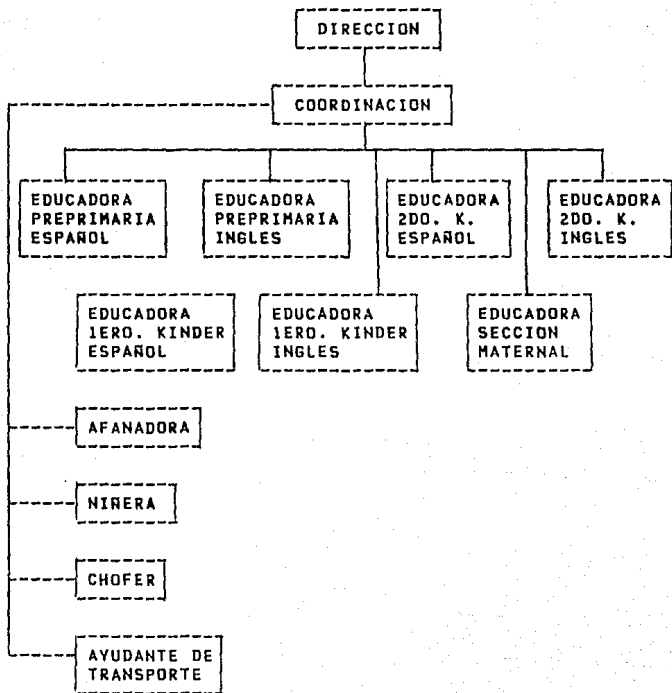 DIRECCION
COORDINACION
EDUCADORA
PREPRIMARIA
ESPAÑOL
EDUCADORA
PREPRIMARIA
INGLES
EDUCADORA
2DO. K.
ESPAÑOL
EDUCADORA
2DO. K.
INGLES
EDUCADORA
1ERO. KINDER
ESPAÑOL
EDUCADORA
1ERO. KINDER
INGLES
EDUCADORA
SECCION
MATERNAL
AFANADORA
NIÑERA
CHOFER
AYUDANTE DE
TRANSPORTE